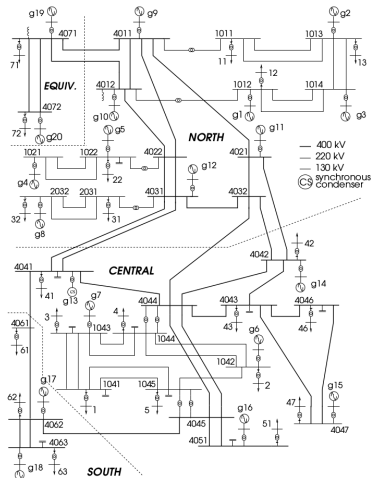 g19
g9
g2
4071
4011
1011
1013
71
11
13
EQUIV.
4012
12
1012
1014
4072
g10
g1
g3
72
g20
g5
NORTH
g11
1021
1022
4022
4021
g4
22
g12
2032
2031
4031
4032
32
g8
31
400 kV
220 kV
130 kV
CS synchronous
condenser
42
4042
4041
CENTRAL
g14
41
g13
g7
4044
4043
4046
3
4
43
g6
46
4061
1043
1044
61
1042
g17
1041
1045
2
g15
62
1
5
g16
47
4062
4045
51
4047
4063
4051
g18
63
SOUTH